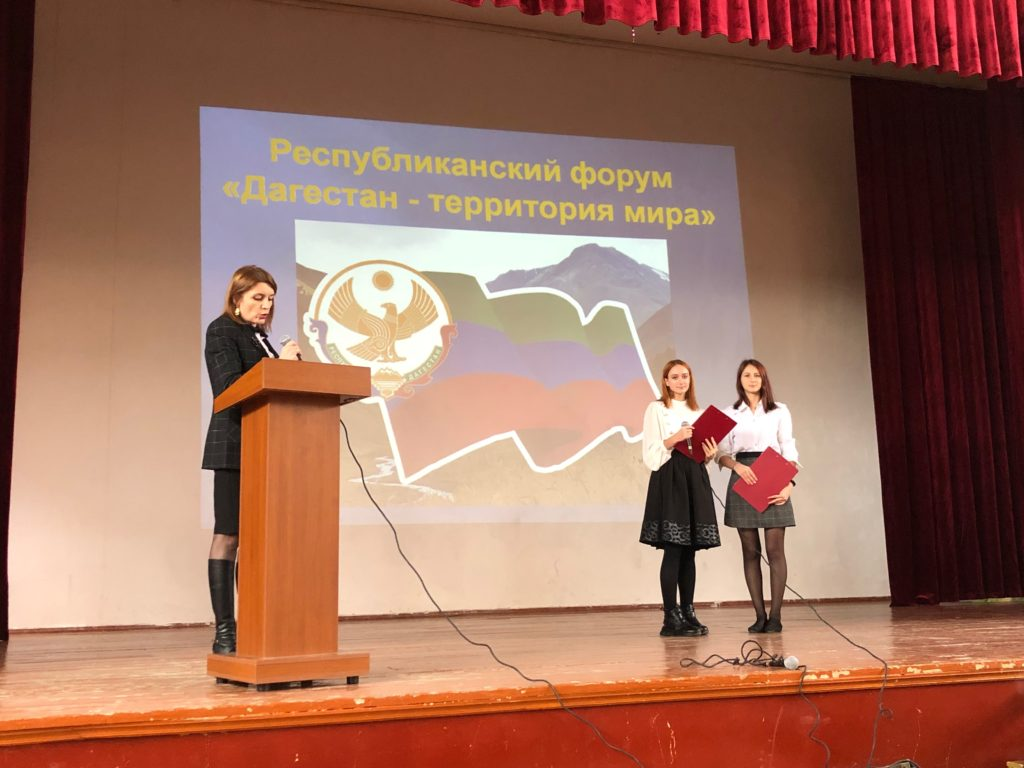 Республиканский форум
«Дагестан - территория мира»